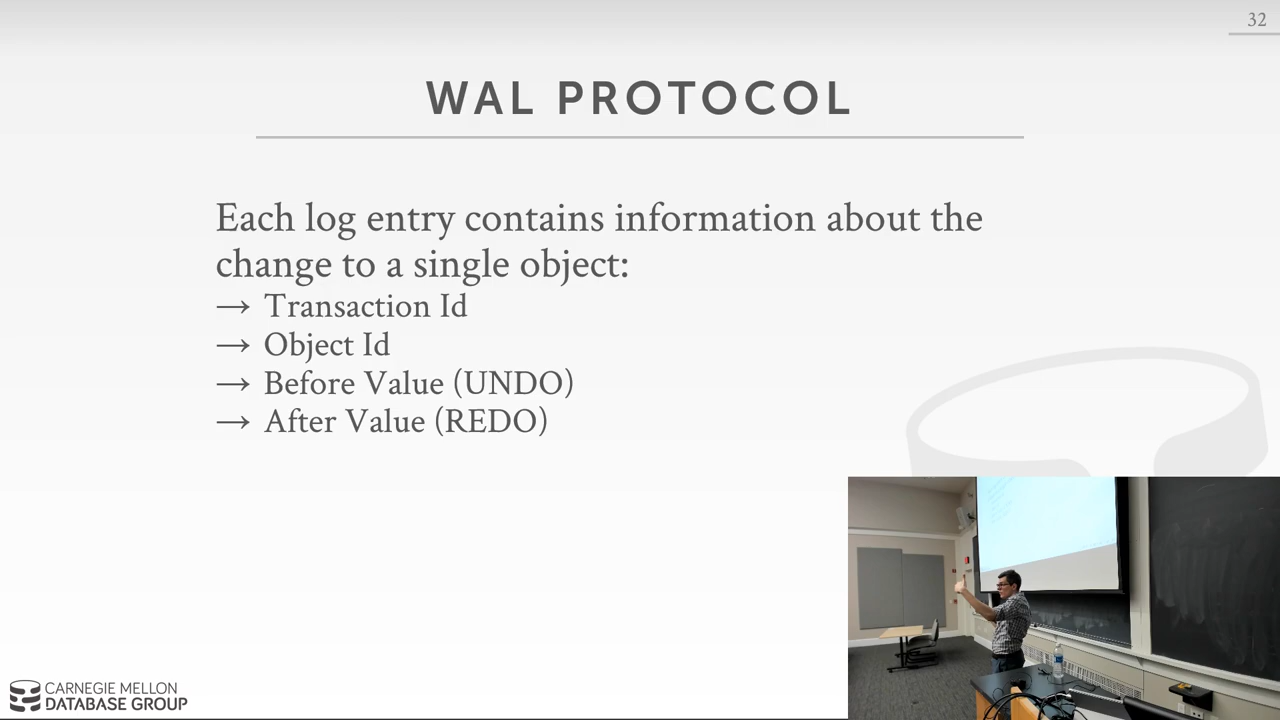 32
WAL PROTOCOL
Each log entry contains information about the
change to a single object:
→ Transaction Id
→ Object Id
→ Before Value (UNDO)
→ After Value (REDO)
CARNEGIE MELLON
DATABASE GROUP